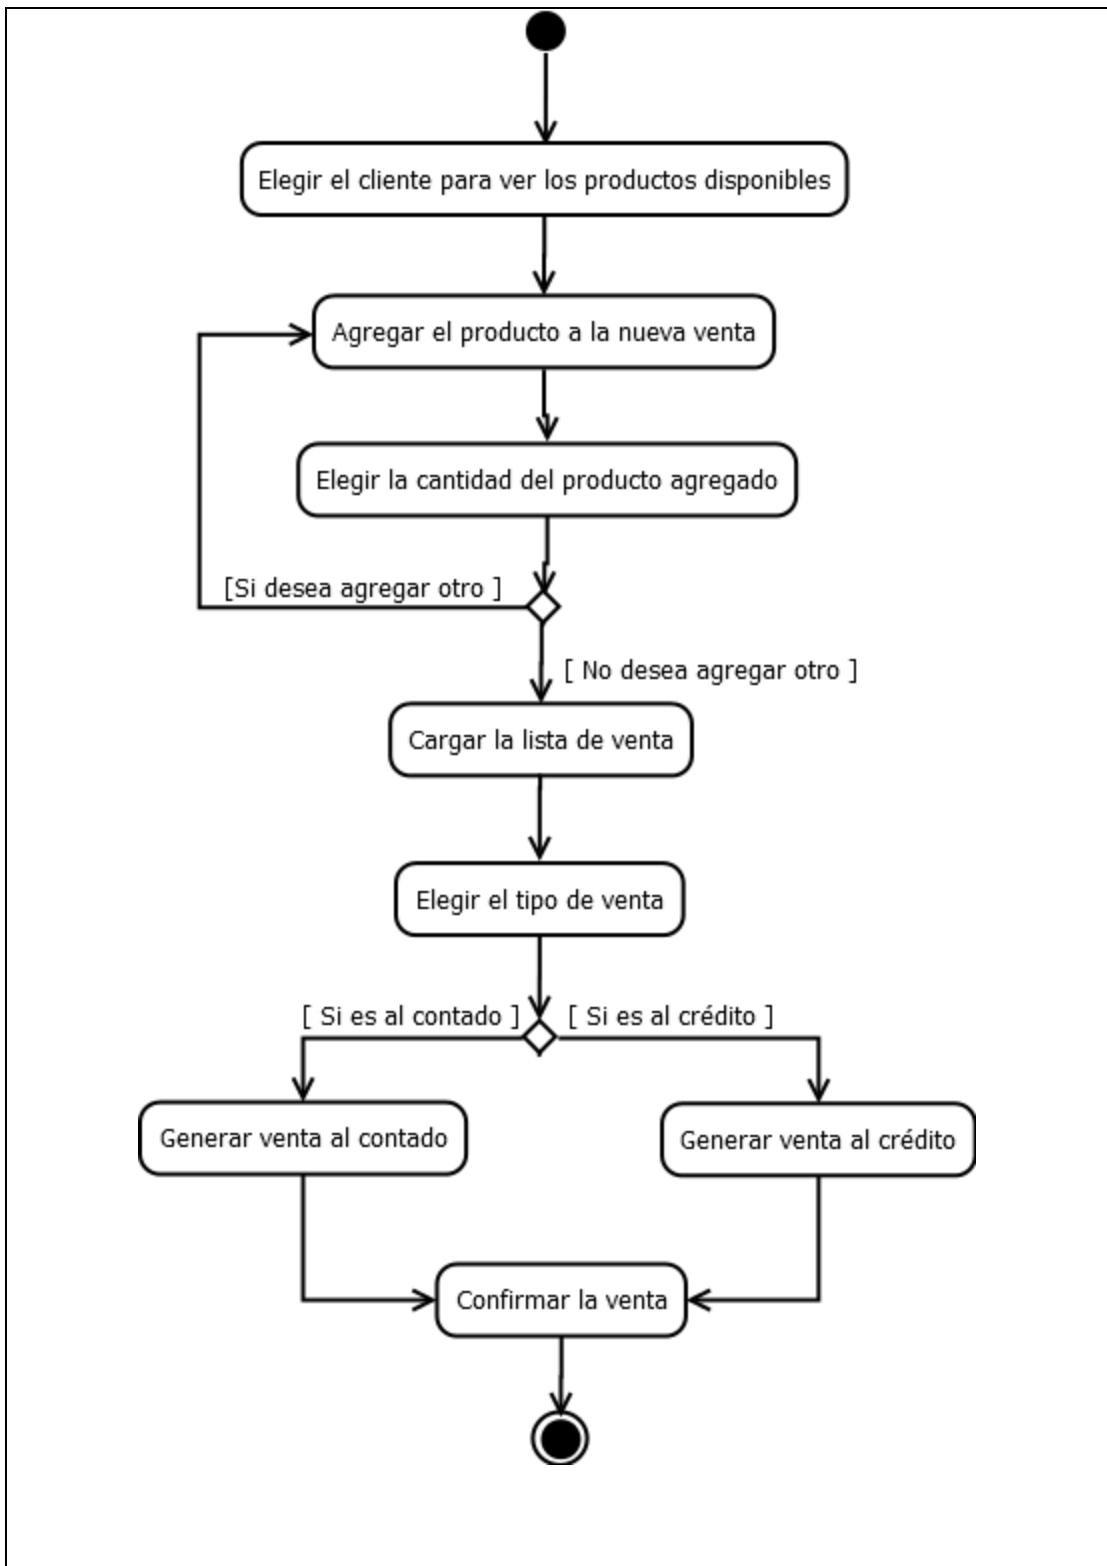 Elegir el cliente para ver los productos disponibles
Agregar el producto a la nueva venta
Elegir la cantidad del producto agregado
[Si desea agregar otro ]
[ No desea agregar otro ]
Cargar la lista de venta
Elegir el tipo de venta
[ Si es al contado ]
[ Si es al crédito ]
Generar venta al contado
Generar venta al crédito
Confirmar la venta